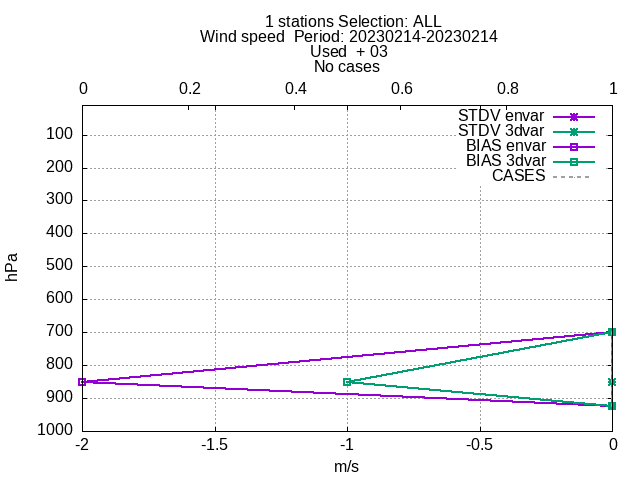 1 stations Selection: ALL
Wind speed  Period: 20230214-20230214
Used  + 03
No cases
0 0.2 0.4 0.6 0.8 1
STDV envar
STDV 3dvar
BIAS envar
BIAS 3dvar
CASES
100
200
300
400
500
600
700
800
900
1000
hPa
-2 -1.5 -1 -0.5 0
m/s